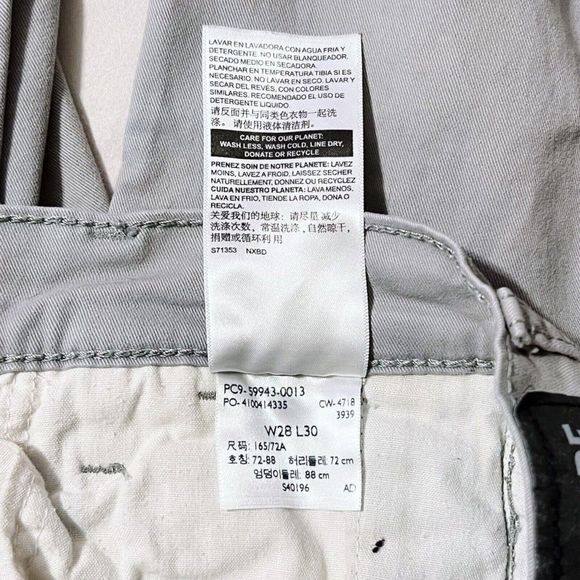 LAVAR EN LAVADORA CON AGUA FRIA Y
DETERGENTE. NO USAR BLANQUEADOR.
SECADO MEDIO EN SECADORA.
PLANCHAR EN TEMPERATURA TIBIA SI ES
NECESARIO. NO LAVAR EN SECO. LAVAR Y
SECAR DEL REVÉS, CON COLORES
SIMILARES. RECOMENDADO EL USO DE
DETERGENTE LIQUIDO.
请反面并与同类色衣物一起洗
涤。请使用液体清洁剂。
CARE FOR OUR PLANET:
WASH LESS, WASH COLD, LINE DRY,
DONATE OR RECYCLE
PRENEZ SOIN DE NOTRE PLANETE: LAVEZ
MOINS, LAVEZ A FROID, LAISSEZ SECHER
NATURELLEMENT, DONNEZ OU RECYCLEZ
CUIDA NUESTRO PLANETA: LAVA MENOS,
LAVA EN FRIO, TIENDE LA ROPA, DONA O
RECICLA.
关爱我们的地球: 请尽量 减少
洗涤次数, 常温洗涤, 自然晾干,
捐赠或循环利 用
S71353 NXBD
PC9-59943-0013
PO-4100414335 CW-4718
3939
W28 L30
尺码: 165/72A
호칭: 72-88 허리둘레: 72 cm
엉덩이둘레: 88 cm
S40196 AD